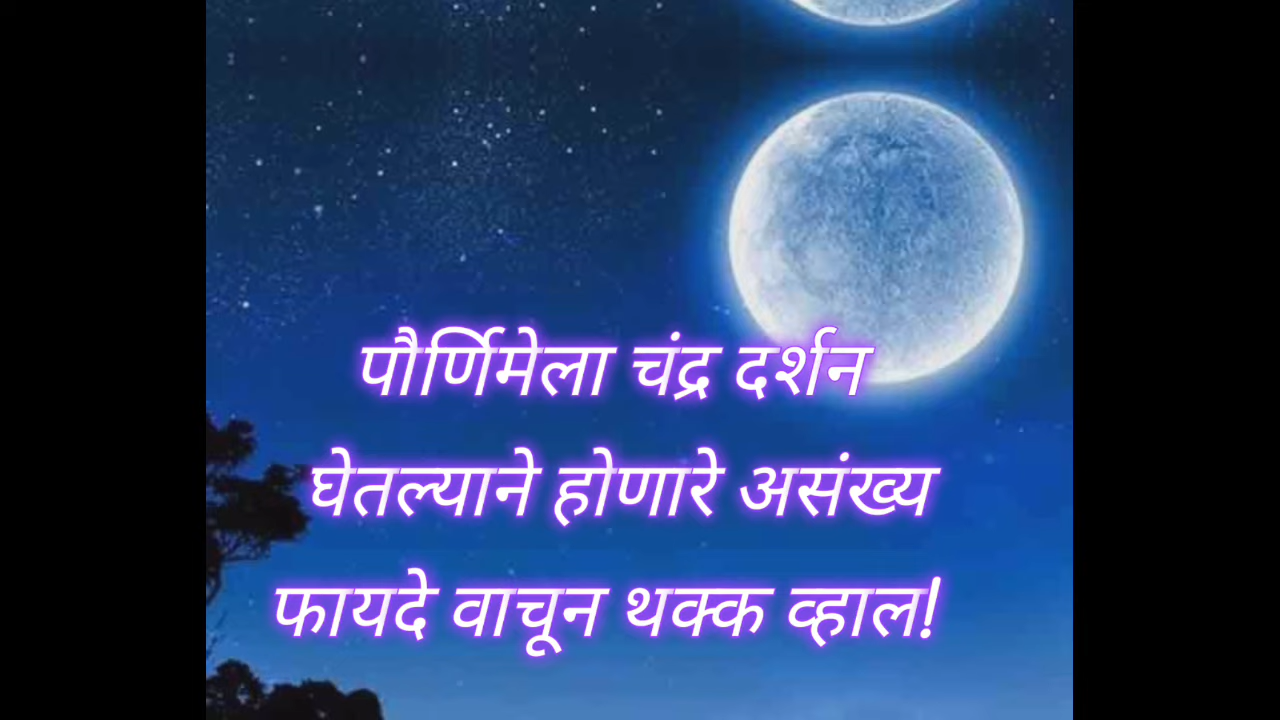 पौर्णिमेला चंद्र दर्शन
घेतल्याने होणारे असंख्य
फायदे वाचून थक्क व्हाल!